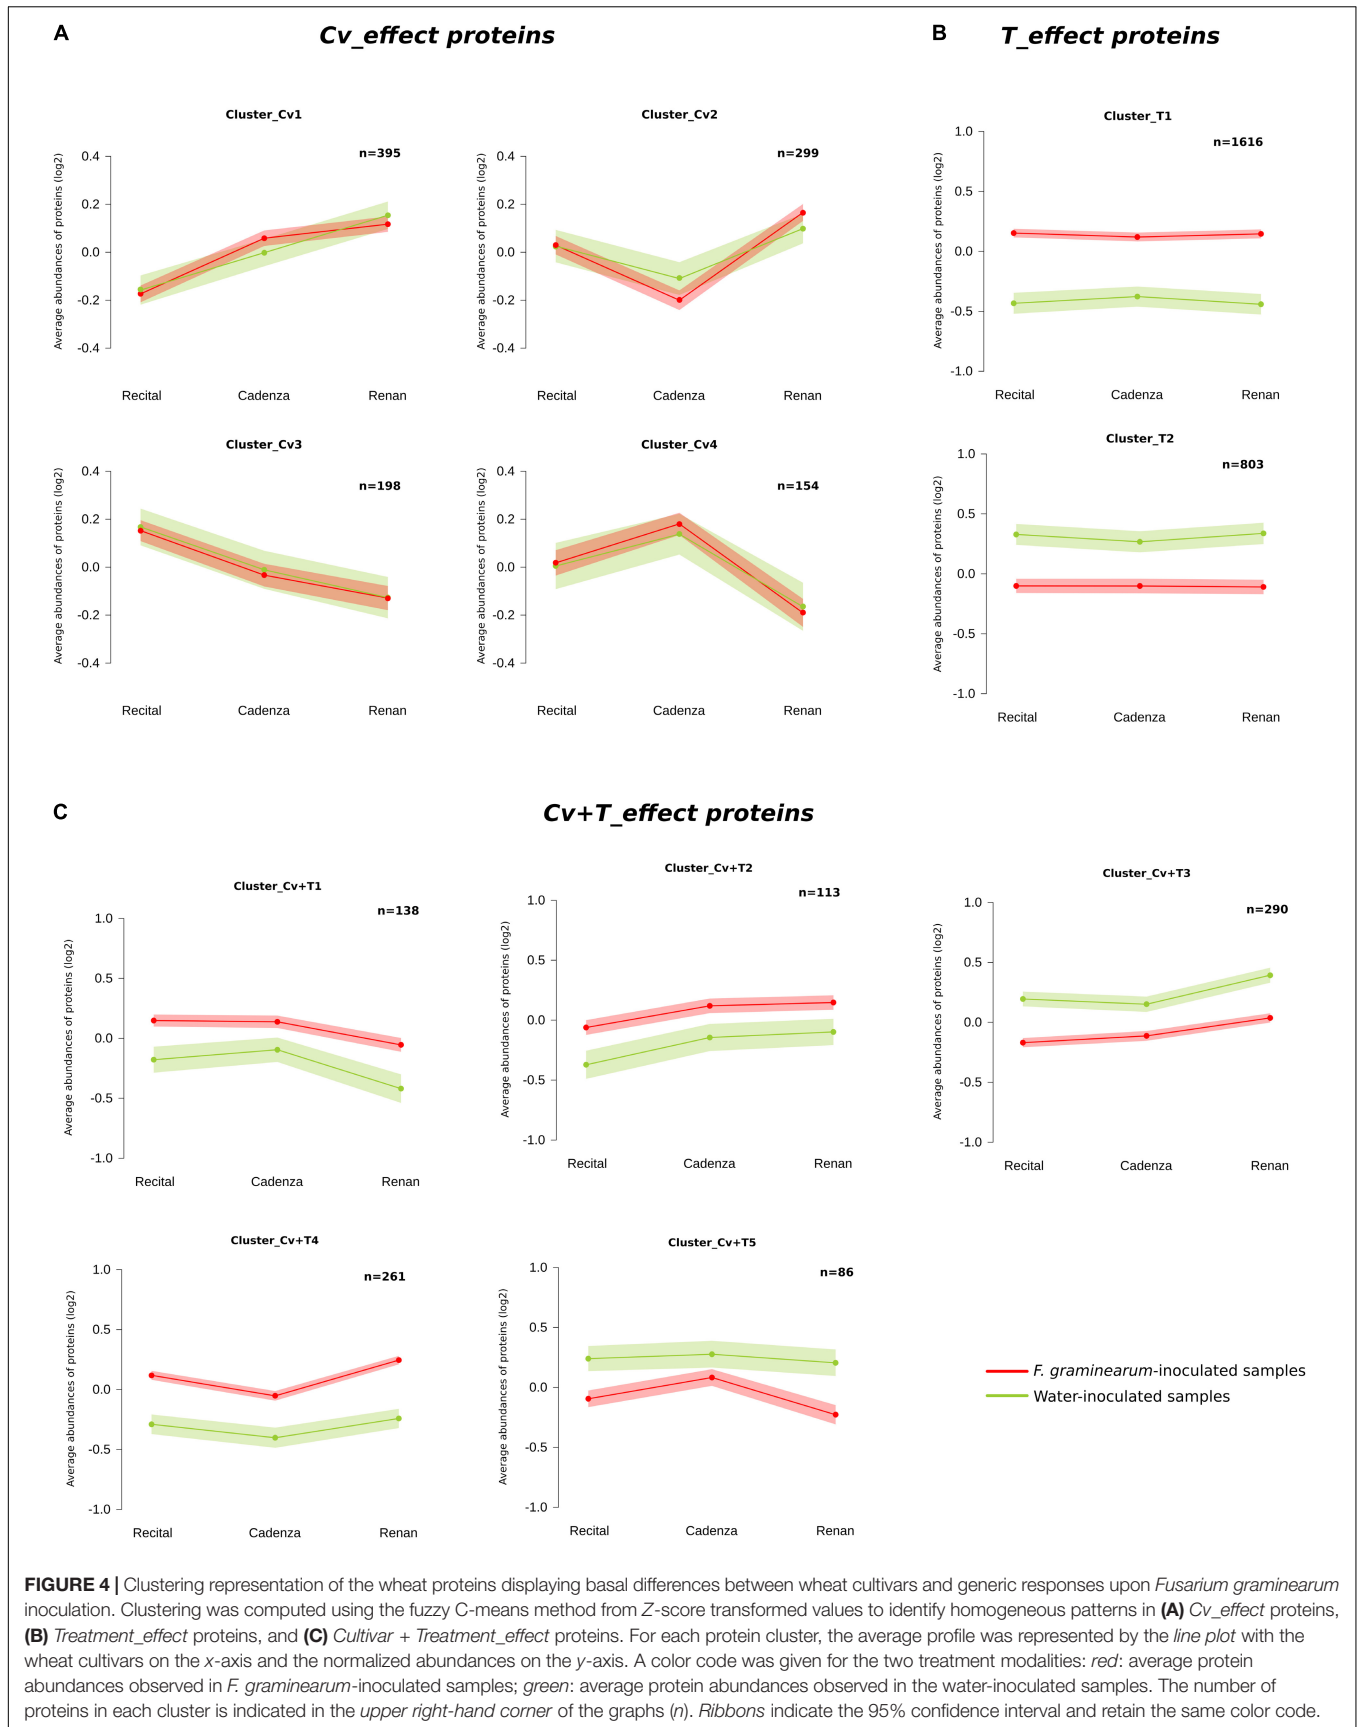 A
Cv_effect proteins
B
T_effect proteins
Cluster_Cv1
n=395
Average abundances of proteins (log2)
0.4
0.2
0.0
-0.2
-0.4
Recital Cadenza Renan
Cluster_Cv2
n=299
Average abundances of proteins (log2)
0.4
0.2
0.0
-0.2
-0.4
Recital Cadenza Renan
Cluster_T1
n=1616
Average abundances of proteins (log2)
1.0
0.5
0.0
-0.5
-1.0
Recital Cadenza Renan
Cluster_Cv3
n=198
Average abundances of proteins (log2)
0.4
0.2
0.0
-0.2
-0.4
Recital Cadenza Renan
Cluster_Cv4
n=154
Average abundances of proteins (log2)
0.4
0.2
0.0
-0.2
-0.4
Recital Cadenza Renan
Cluster_T2
n=803
Average abundances of proteins (log2)
1.0
0.5
0.0
-0.5
-1.0
Recital Cadenza Renan
C
Cv+T_effect proteins
Cluster_Cv+T1
n=138
Average abundances of proteins (log2)
1.0
0.5
0.0
-0.5
-1.0
Recital Cadenza Renan
Cluster_Cv+T2
n=113
Average abundances of proteins (log2)
1.0
0.5
0.0
-0.5
-1.0
Recital Cadenza Renan
Cluster_Cv+T3
n=290
Average abundances of proteins (log2)
1.0
0.5
0.0
-0.5
-1.0
Recital Cadenza Renan
Cluster_Cv+T4
n=261
Average abundances of proteins (log2)
1.0
0.5
0.0
-0.5
-1.0
Recital Cadenza Renan
Cluster_Cv+T5
n=86
Average abundances of proteins (log2)
1.0
0.5
0.0
-0.5
-1.0
Recital Cadenza Renan
F. graminearum-inoculated samples
Water-inoculated samples
FIGURE 4 | Clustering representation of the wheat proteins displaying basal differences between wheat cultivars and generic responses upon Fusarium graminearum
inoculation. Clustering was computed using the fuzzy C-means method from Z-score transformed values to identify homogeneous patterns in (A) Cv_effect proteins,
(B) Treatment_effect proteins, and (C) Cultivar + Treatment_effect proteins. For each protein cluster, the average profile was represented by the line plot with the
wheat cultivars on the x-axis and the normalized abundances on the y-axis. A color code was given for the two treatment modalities: red: average protein
abundances observed in F. graminearum-inoculated samples; green: average protein abundances observed in the water-inoculated samples. The number of
proteins in each cluster is indicated in the upper right-hand corner of the graphs (n). Ribbons indicate the 95% confidence interval and retain the same color code.